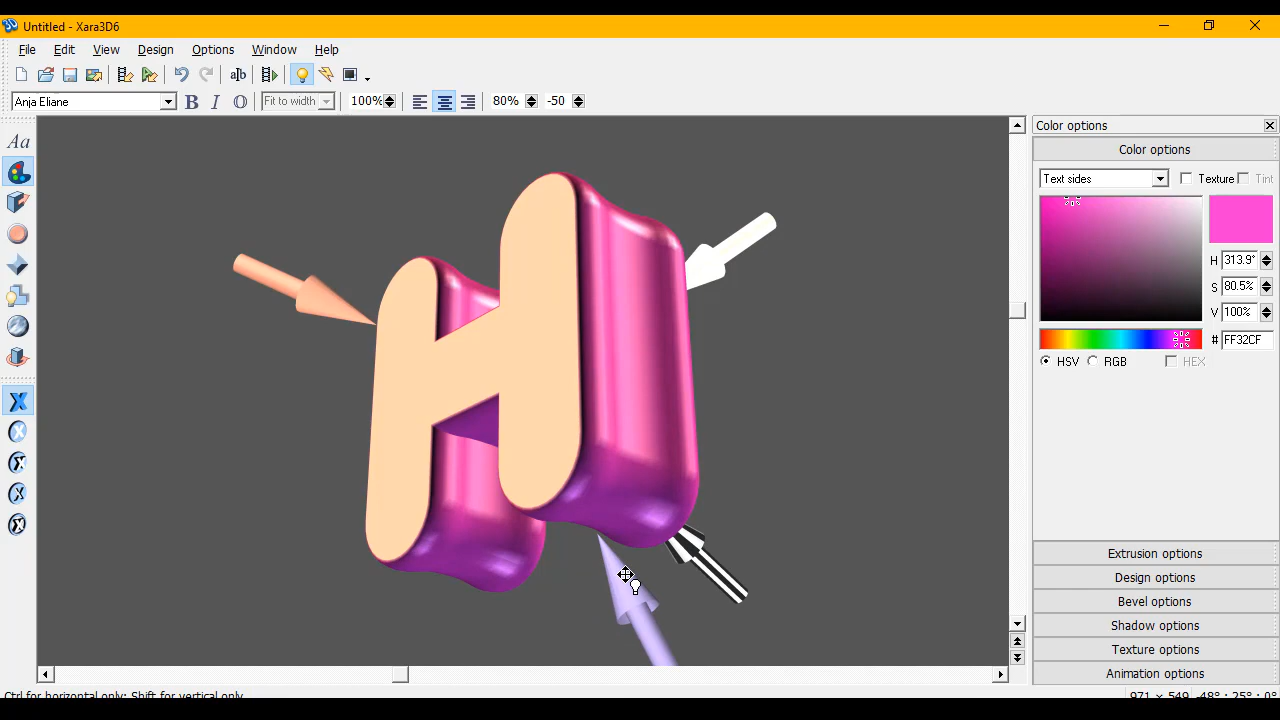 Untitled - Xara3D6
File Edit View Design Options Window Help
Anja Eliane B I O Fit to width 100% 80% -50
Aa
X
X
X
X
X
H
Color options
Color options
Text sides Texture Tint
H 313.9°
S 80.5%
V 100%
# FF32CF
HSV RGB HEX
Extrusion options
Design options
Bevel options
Shadow options
Texture options
Animation options
Ctrl for horizontal only; Shift for vertical only
971 × 549 -48° : 25° : 0°